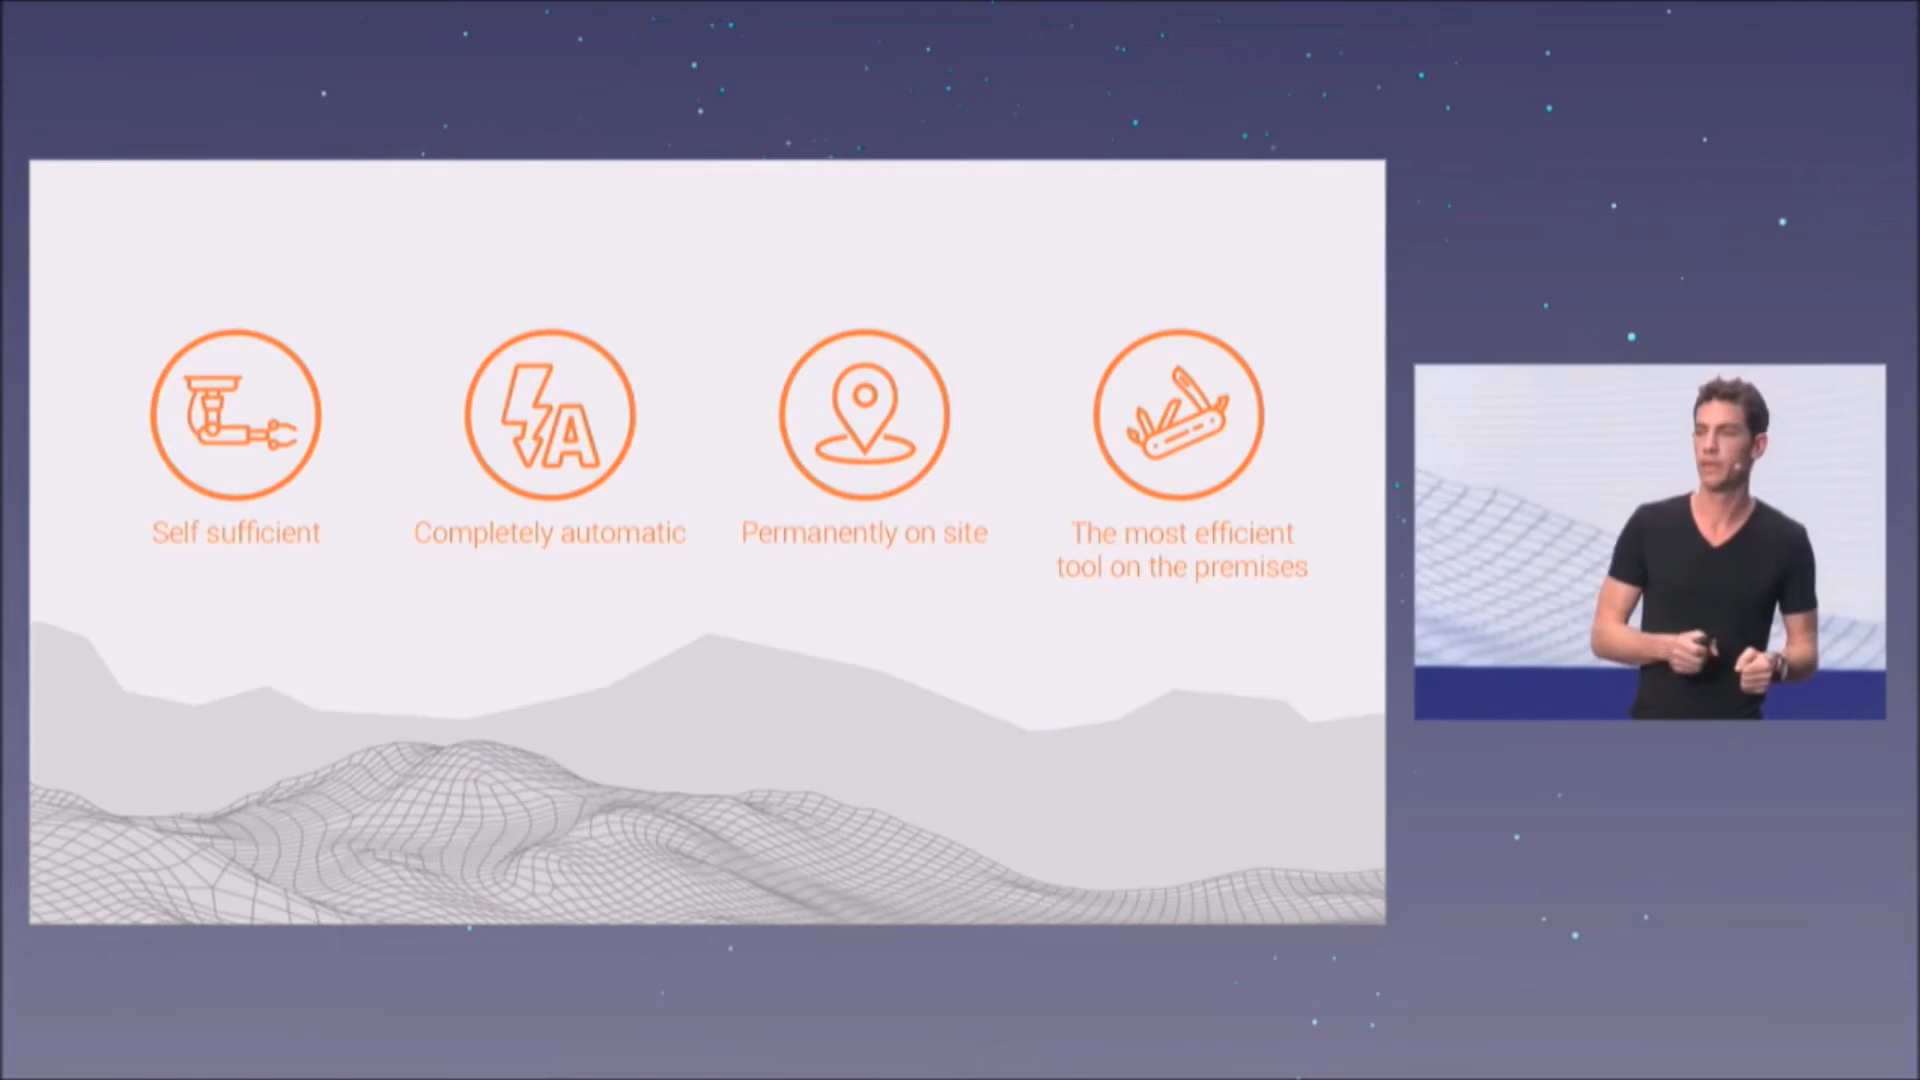 A
Self sufficient
Completely automatic
Permanently on site
The most efficient
tool on the premises